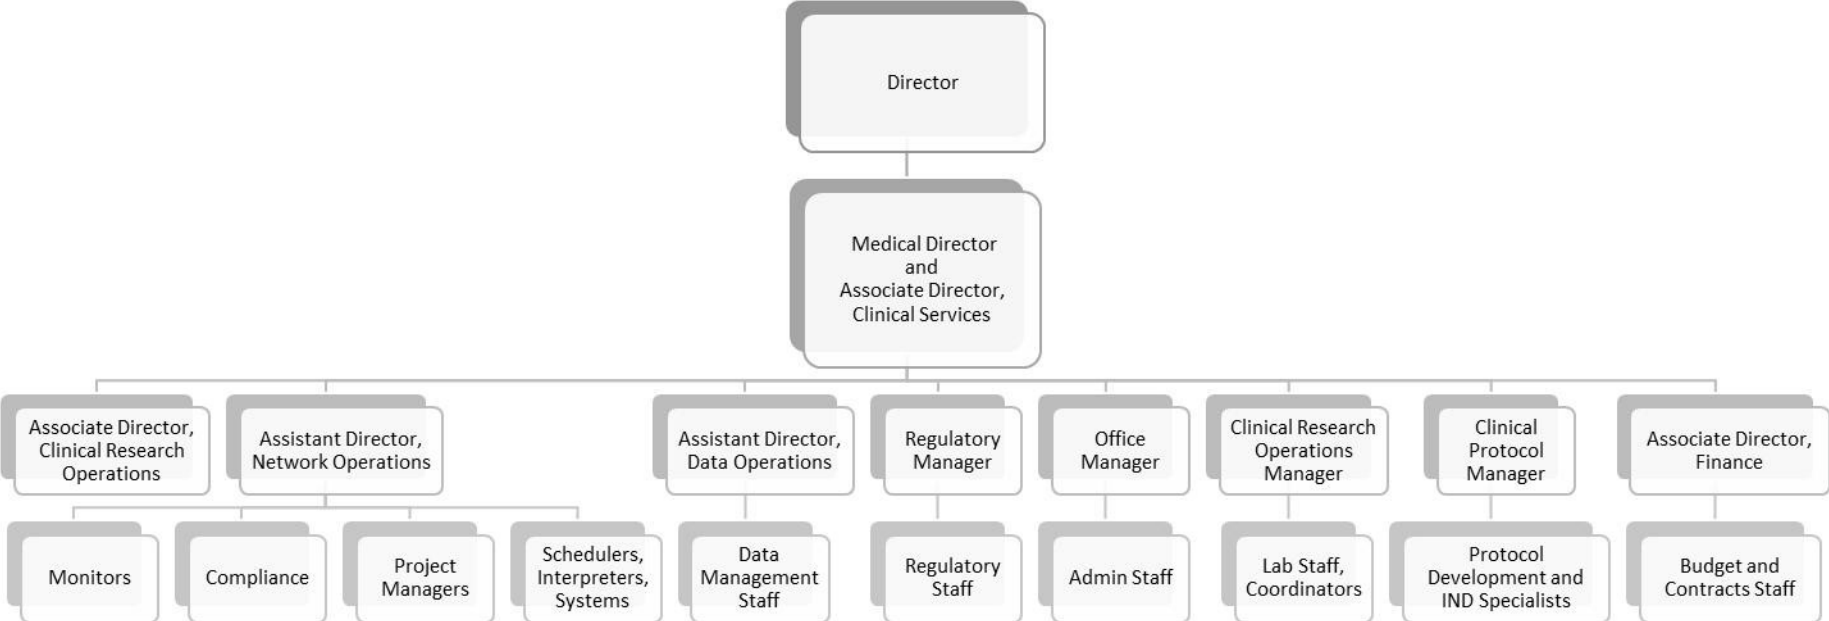 Director
Medical Director
and
Associate Director,
Clinical Services
Associate Director,
Clinical Research
Operations
Assistant Director,
Network Operations
Assistant Director,
Data Operations
Regulatory
Manager
Office
Manager
Clinical Research
Operations
Manager
Clinical
Protocol
Manager
Associate Director,
Finance
Monitors
Compliance
Project
Managers
Schedulers,
Interpreters,
Systems
Data
Management
Staff
Regulatory
Staff
Admin Staff
Lab Staff,
Coordinators
Protocol
Development and
IND Specialists
Budget and
Contracts Staff